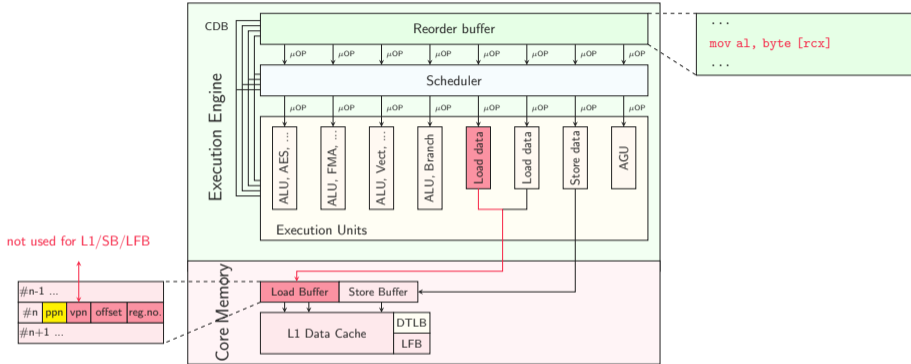 CDB
Reorder buffer
...
mov al, byte [rcx]
...
μOP μOP μOP μOP μOP μOP μOP μOP
Scheduler
μOP μOP μOP μOP μOP μOP μOP μOP
Execution Engine
ALU, AES, ...
ALU, FMA, ...
ALU, Vect, ...
ALU, Branch
Load data
Load data
Store data
AGU
Execution Units
not used for L1/SB/LFB
#n-1 ...
#n ppn vpn offset reg.no.
#n+1 ...
Core Memory
Load Buffer Store Buffer
L1 Data Cache
DTLB
LFB